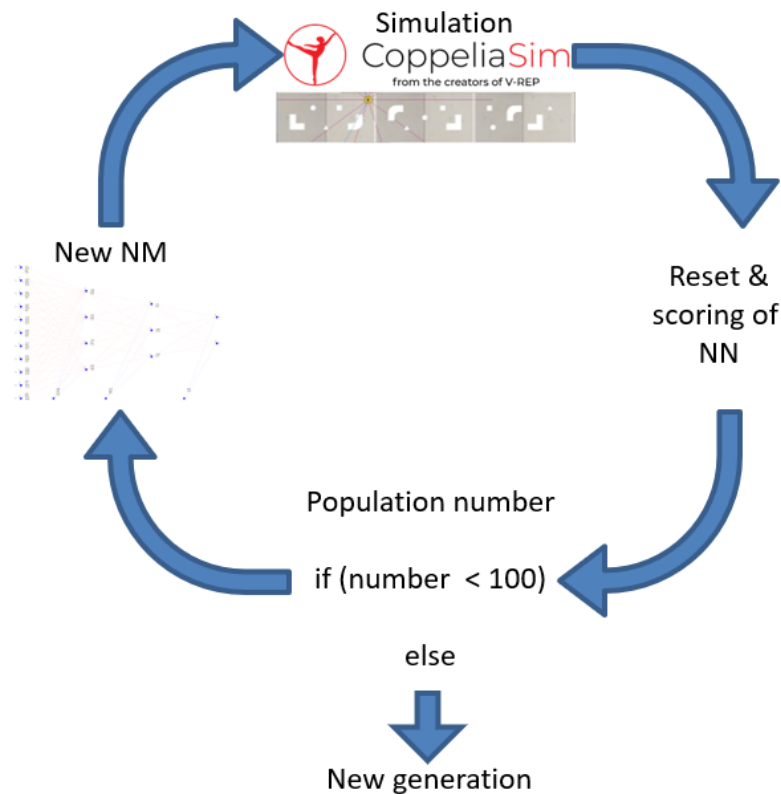 Simulation
CoppeliaSim
from the creators of V-REP
New NM
Reset &
scoring of
NN
Population number
if (number < 100)
else
New generation